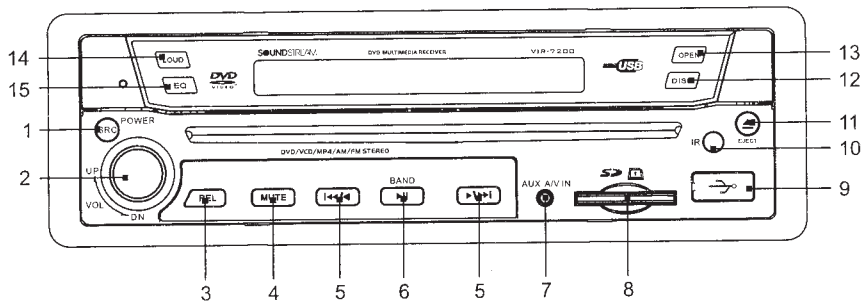 14 LOUD SOUNDSTREAM. DVD MULTIMEDIA RECEIVER VIR-7200 OPEN 13
15 EQ DVD VIDEO USB DIS 12
1 SRC POWER EJECT 11
DVD/VCD/MP4/AM/FM STEREO IR 10
2 UP VOL DN
BAND
REL MUTE AUX A/V IN SD 9
3 4 5 6 5 7 8